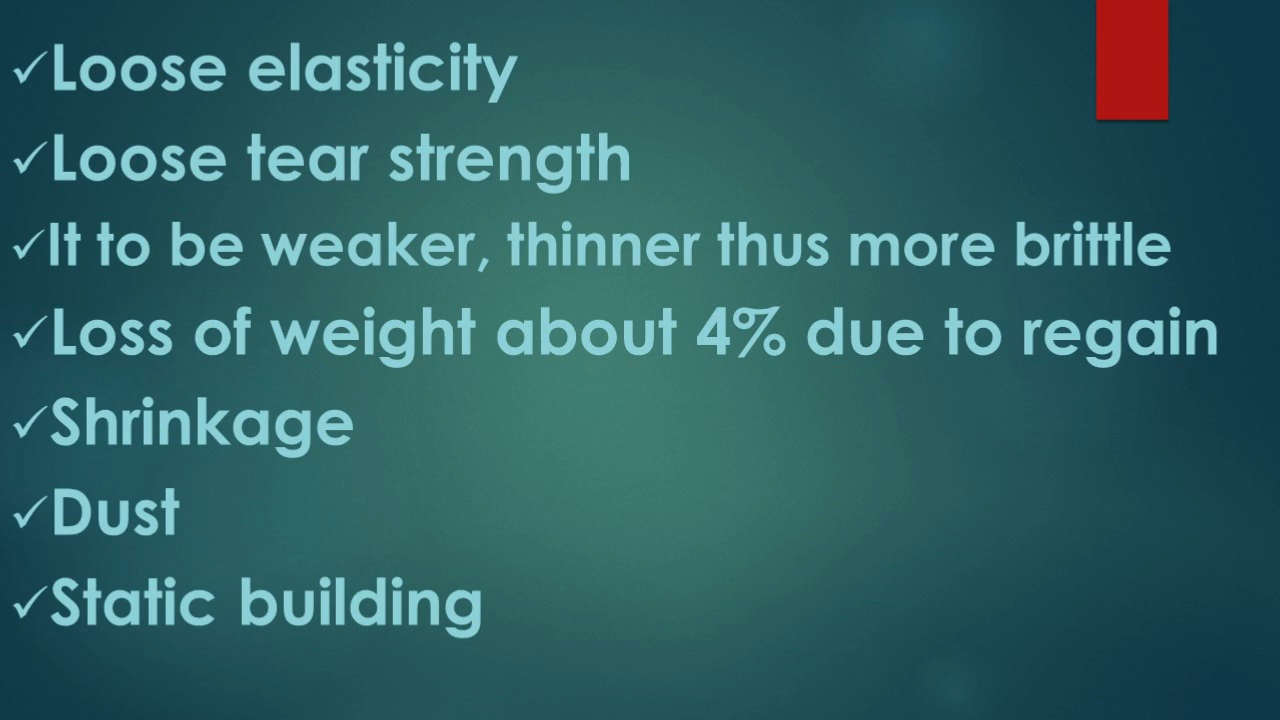 ✓Loose elasticity
✓Loose tear strength
✓It to be weaker, thinner thus more brittle
✓Loss of weight about 4% due to regain
✓Shrinkage
✓Dust
✓Static building